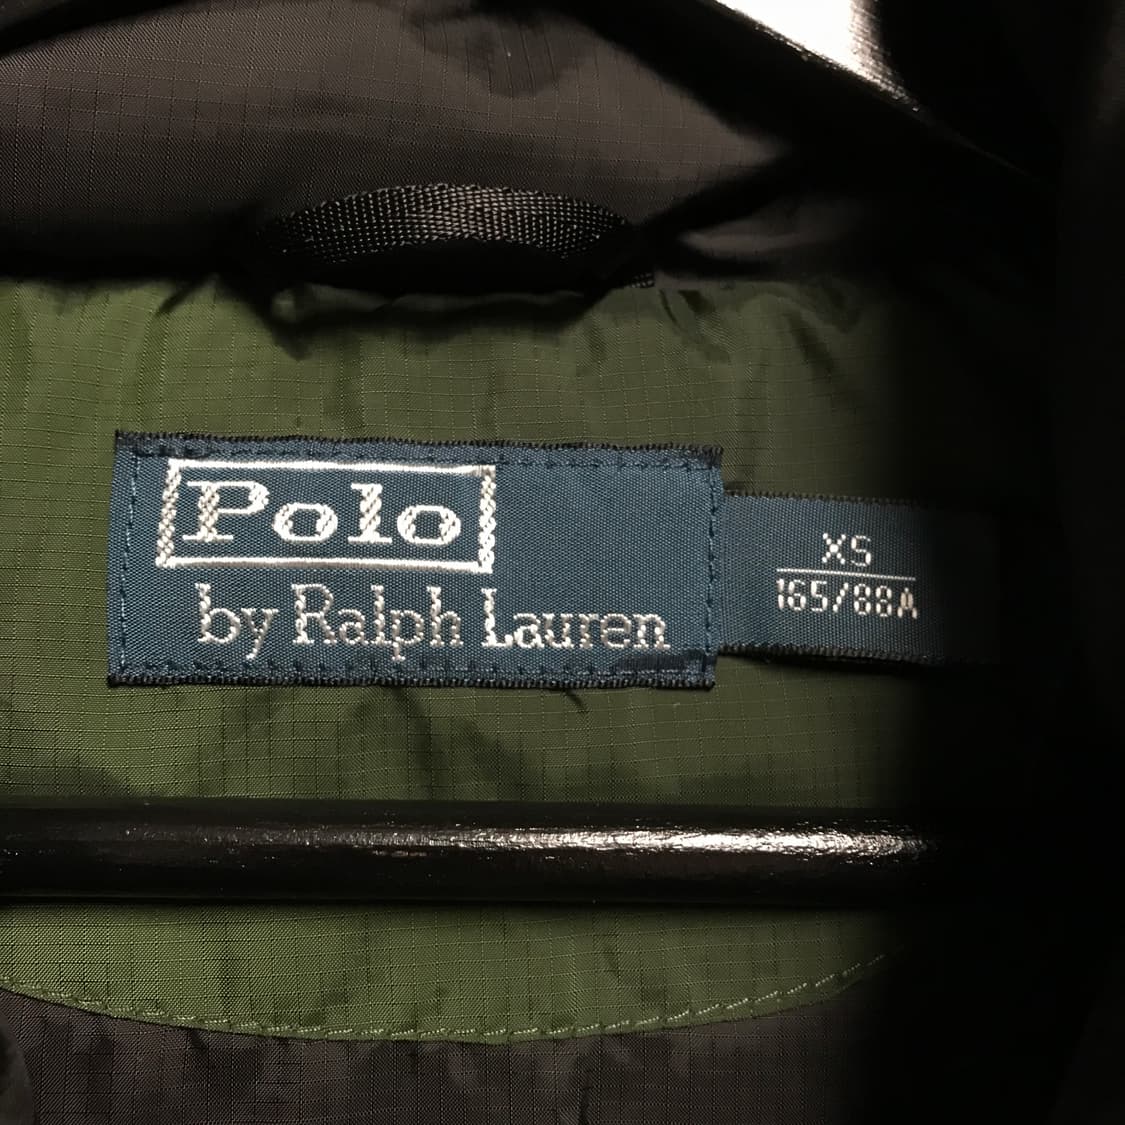 Polo
by Ralph Lauren
XS
165/88A